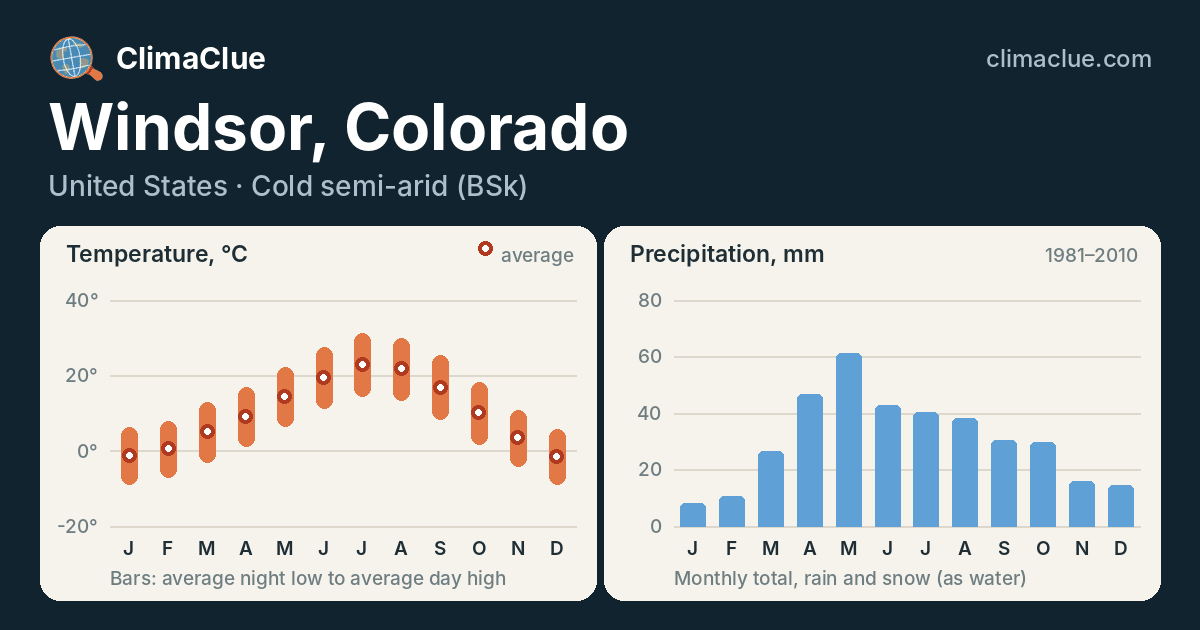 ClimaClue
climaclue.com
Windsor, Colorado
United States · Cold semi-arid (BSk)
Temperature, °C
average
40°
20°
0°
-20°
J F M A M J J A S O N D
Bars: average night low to average day high
Precipitation, mm
1981–2010
80
60
40
20
0
J F M A M J J A S O N D
Monthly total, rain and snow (as water)